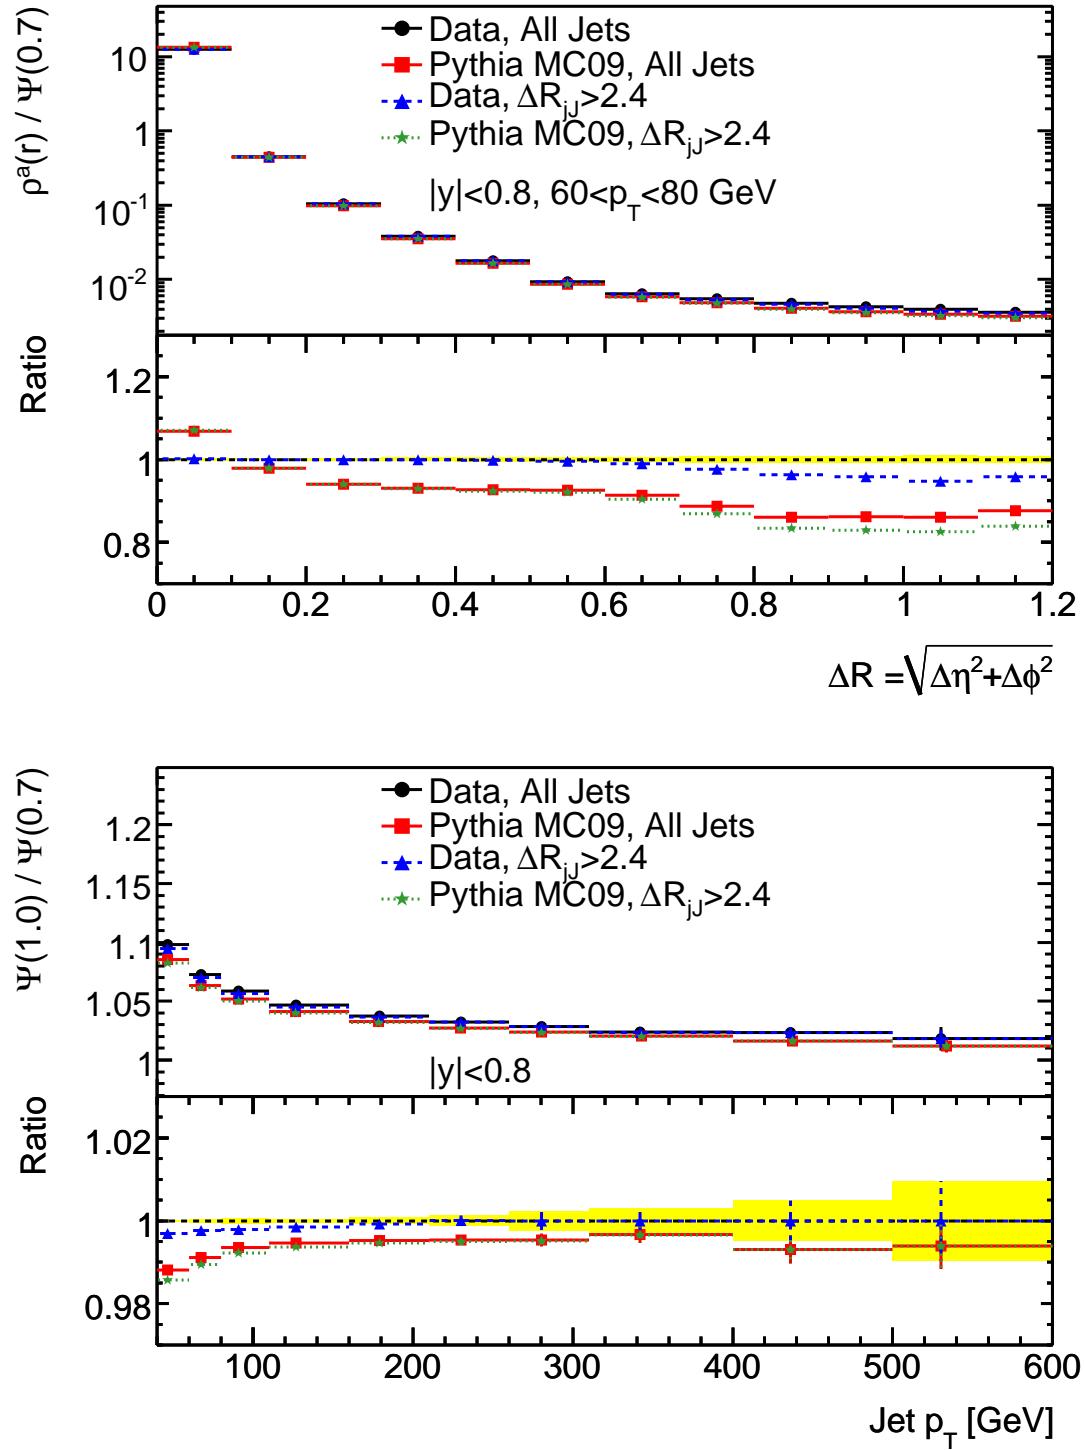 ρᵃ(r) / Ψ(0.7)
Data, All Jets
Pythia MC09, All Jets
Data, ΔR_jJ>2.4
Pythia MC09, ΔR_jJ>2.4
|y|<0.8, 60<p_T<80 GeV
10
1
10⁻¹
10⁻²
Ratio
1.2
1
0.8
0 0.2 0.4 0.6 0.8 1 1.2
ΔR = √Δη²+Δϕ²
Ψ(1.0) / Ψ(0.7)
Data, All Jets
Pythia MC09, All Jets
Data, ΔR_jJ>2.4
Pythia MC09, ΔR_jJ>2.4
1.2
1.15
1.1
1.05
1
|y|<0.8
Ratio
1.02
1
0.98
100 200 300 400 500 600
Jet p_T [GeV]